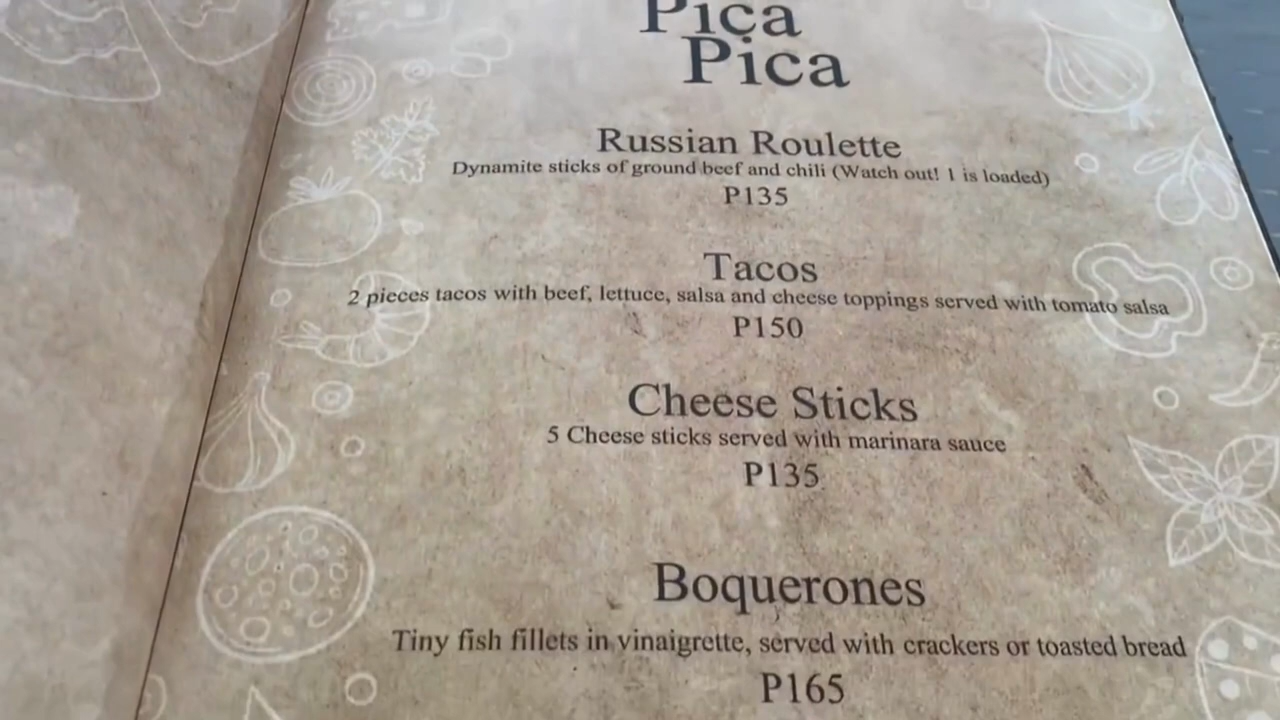 Pica
Pica
Russian Roulette
Dynamite sticks of ground beef and chili (Watch out! 1 is loaded)
P135
Tacos
2 pieces tacos with beef, lettuce, salsa and cheese toppings served with tomato salsa
P150
Cheese Sticks
5 Cheese sticks served with marinara sauce
P135
Boquerones
Tiny fish fillets in vinaigrette, served with crackers or toasted bread
P165